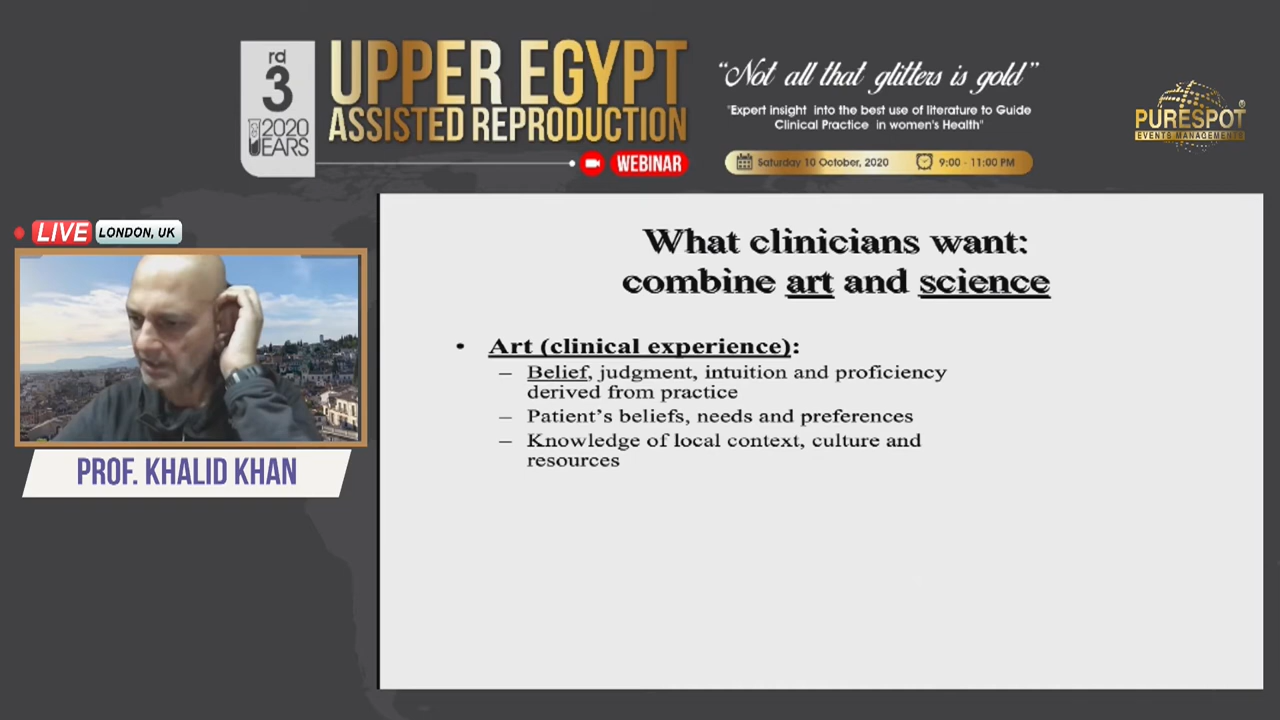 rd
3
2020
EARS
UPPER EGYPT
ASSISTED REPRODUCTION
WEBINAR
“Not all that glitters is gold”
"Expert insight into the best use of literature to Guide
Clinical Practice in women's Health"
Saturday 10 October, 2020
9:00 - 11:00 PM
PURESPOT®
EVENTS MANAGEMENT
LIVE
LONDON, UK
PROF. KHALID KHAN
What clinicians want:
combine art and science
• Art (clinical experience):
– Belief, judgment, intuition and proficiency
derived from practice
– Patient’s beliefs, needs and preferences
– Knowledge of local context, culture and
resources